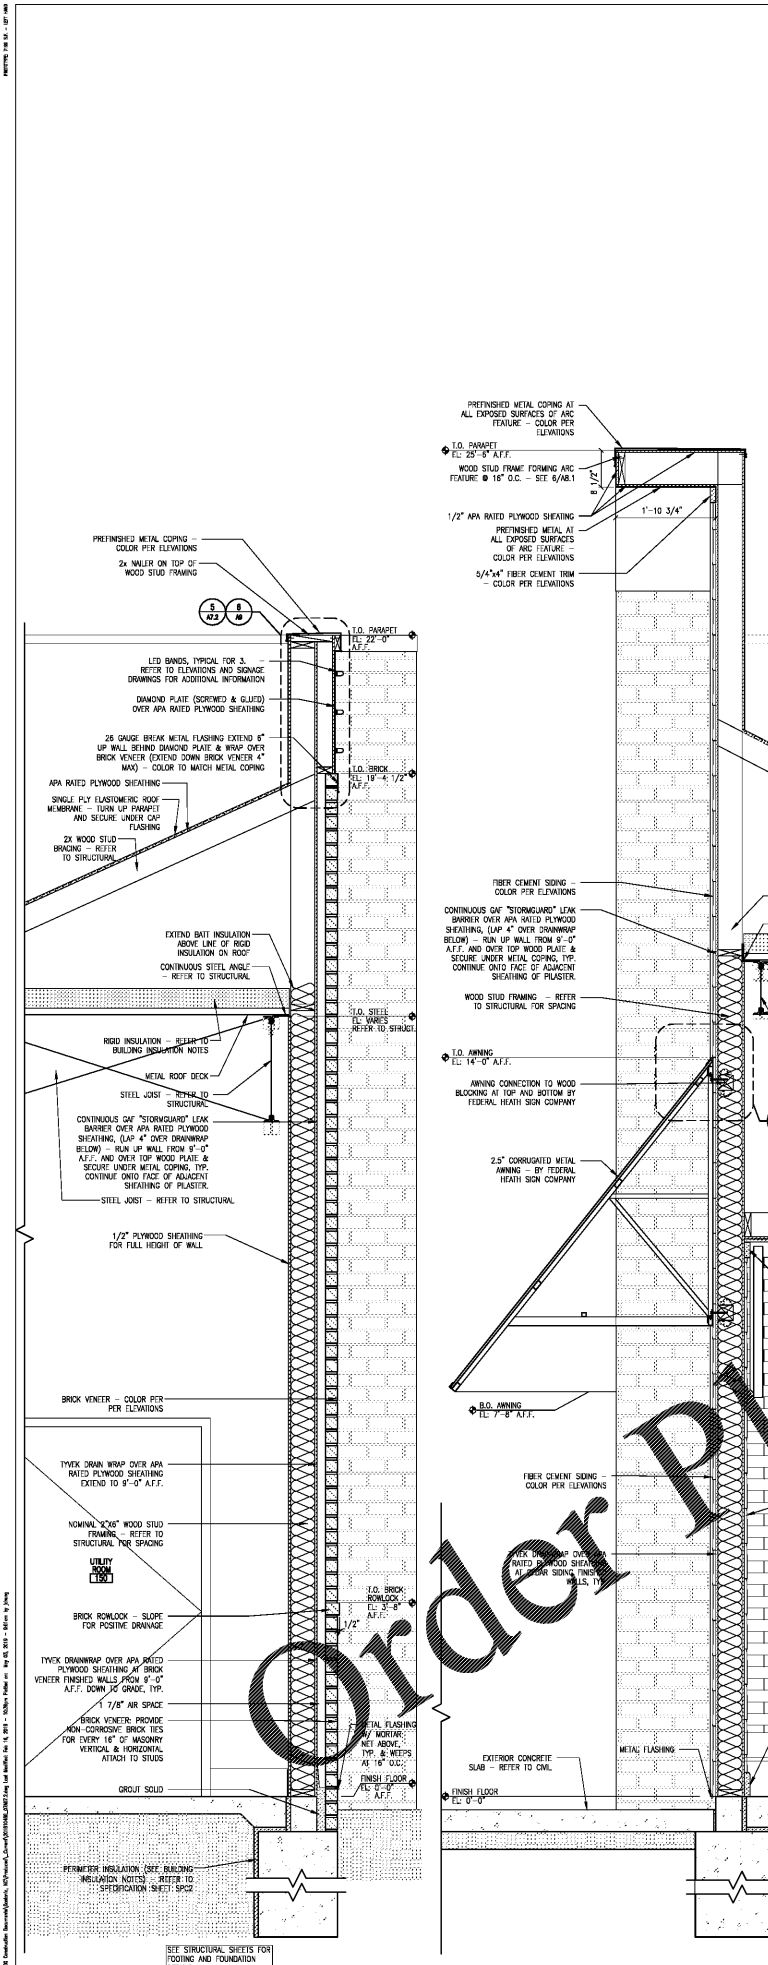 PROTOTYPE: 7100 S.F. - LEFT HAND
PREFINISHED METAL COPING AT
ALL EXPOSED SURFACES OF ARC
FEATURE - COLOR PER
ELEVATIONS
T.O. PARAPET
EL: 25'-6" A.F.F.
WOOD STUD FRAME FORMING ARC
FEATURE @ 16" O.C. - SEE 6/A8.1
8 1/2"
1/2" APA RATED PLYWOOD SHEATING
1'-10 3/4"
PREFINISHED METAL AT
ALL EXPOSED SURFACES
OF ARC FEATURE -
COLOR PER ELEVATIONS
5/4"x4" FIBER CEMENT TRIM
- COLOR PER ELEVATIONS
PREFINISHED METAL COPING -
COLOR PER ELEVATIONS
2x NAILER ON TOP OF
WOOD STUD FRAMING
5
A7.2
6
A9
T.O. PARAPET
EL: 22'-0"
A.F.F.
LED BANDS, TYPICAL FOR 3. -
REFER TO ELEVATIONS AND SIGNAGE
DRAWINGS FOR ADDITIONAL INFORMATION
DIAMOND PLATE (SCREWED & GLUED)
OVER APA RATED PLYWOOD SHEATHING
26 GAUGE BREAK METAL FLASHING EXTEND 6"
UP WALL BEHIND DIAMOND PLATE & WRAP OVER
BRICK VENEER (EXTEND DOWN BRICK VENEER 4"
MAX) - COLOR TO MATCH METAL COPING
T.O. BRICK
EL: 19'-4 1/2"
A.F.F.
APA RATED PLYWOOD SHEATHING
SINGLE PLY ELASTOMERIC ROOF
MEMBRANE - TURN UP PARAPET
AND SECURE UNDER CAP
FLASHING
2X WOOD STUD
BRACING - REFER
TO STRUCTURAL
EXTEND BATT INSULATION
ABOVE LINE OF RIGID
INSULATION ON ROOF
CONTINUOUS STEEL ANGLE
- REFER TO STRUCTURAL
T.O. STEEL
EL: VARIES
REFER TO STRUCT.
RIGID INSULATION - REFER TO
BUILDING INSULATION NOTES
METAL ROOF DECK
STEEL JOIST - REFER TO
STRUCTURAL
CONTINUOUS GAF "STORMGUARD" LEAK
BARRIER OVER APA RATED PLYWOOD
SHEATHING, (LAP 4" OVER DRAINWRAP
BELOW) - RUN UP WALL FROM 9'-0"
A.F.F. AND OVER TOP WOOD PLATE &
SECURE UNDER METAL COPING, TYP.
CONTINUE ONTO FACE OF ADJACENT
SHEATHING OF PILASTER.
STEEL JOIST - REFER TO STRUCTURAL
1/2" PLYWOOD SHEATHING
FOR FULL HEIGHT OF WALL
BRICK VENEER - COLOR PER
PER ELEVATIONS
TYVEK DRAIN WRAP OVER APA
RATED PLYWOOD SHEATHING
EXTEND TO 9'-0" A.F.F.
NOMINAL 2"X6" WOOD STUD
FRAMING - REFER TO
STRUCTURAL FOR SPACING
UTILITY
ROOM
150
T.O. BRICK
ROWLOCK
EL: 3'-8"
A.F.F.
BRICK ROWLOCK - SLOPE
FOR POSITIVE DRAINAGE
1/2"
TYVEK DRAINWRAP OVER APA RATED
PLYWOOD SHEATHING AT BRICK
VENEER FINISHED WALLS FROM 9'-0"
A.F.F. DOWN TO GRADE, TYP.
1 7/8" AIR SPACE
BRICK VENEER: PROVIDE
NON-CORROSIVE BRICK TIES
FOR EVERY 16" OF MASONRY
VERTICAL & HORIZONTAL
ATTACH TO STUDS
METAL FLASHING
W/ MORTAR
NET ABOVE,
TYP. & WEEPS
AT 16" O.C.
GROUT SOLID
FINISH FLOOR
EL: 0'-0"
A.F.F.
PERIMETER INSULATION (SEE BUILDING
INSULATION NOTES) - REFER TO
SPECIFICATION SHEET SPC2
SEE STRUCTURAL SHEETS FOR
FOOTING AND FOUNDATION
FIBER CEMENT SIDING -
COLOR PER ELEVATIONS
CONTINUOUS GAF "STORMGUARD" LEAK
BARRIER OVER APA RATED PLYWOOD
SHEATHING, (LAP 4" OVER DRAINWRAP
BELOW) - RUN UP WALL FROM 9'-0"
A.F.F. AND OVER TOP WOOD PLATE &
SECURE UNDER METAL COPING, TYP.
CONTINUE ONTO FACE OF ADJACENT
SHEATHING OF PILASTER.
WOOD STUD FRAMING - REFER
TO STRUCTURAL FOR SPACING
T.O. AWNING
EL: 14'-0" A.F.F.
AWNING CONNECTION TO WOOD
BLOCKING AT TOP AND BOTTOM BY
FEDERAL HEATH SIGN COMPANY
2.5" CORRUGATED METAL
AWNING - BY FEDERAL
HEATH SIGN COMPANY
B.O. AWNING
EL: 7'-8" A.F.F.
FIBER CEMENT SIDING -
COLOR PER ELEVATIONS
TYVEK DRAINWRAP OVER APA
RATED PLYWOOD SHEATHING
AT CEDAR SIDING FINISHED
WALLS, TYP.
METAL FLASHING
EXTERIOR CONCRETE
SLAB - REFER TO CIVIL
FINISH FLOOR
EL: 0'-0"
Order Pl